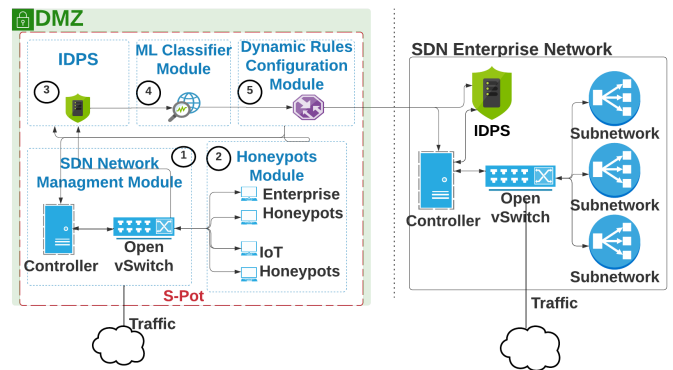 DMZ
IDPS
ML Classifier
Module
Dynamic Rules
Configuration
Module
3
4
5
SDN Network
Managment Module
1
2
Honeypots
Module
Enterprise
Honeypots
IoT
Honeypots
Controller
Open
vSwitch
S-Pot
Traffic
SDN Enterprise Network
IDPS
Controller
Open
vSwitch
Subnetwork
Subnetwork
Subnetwork
Traffic